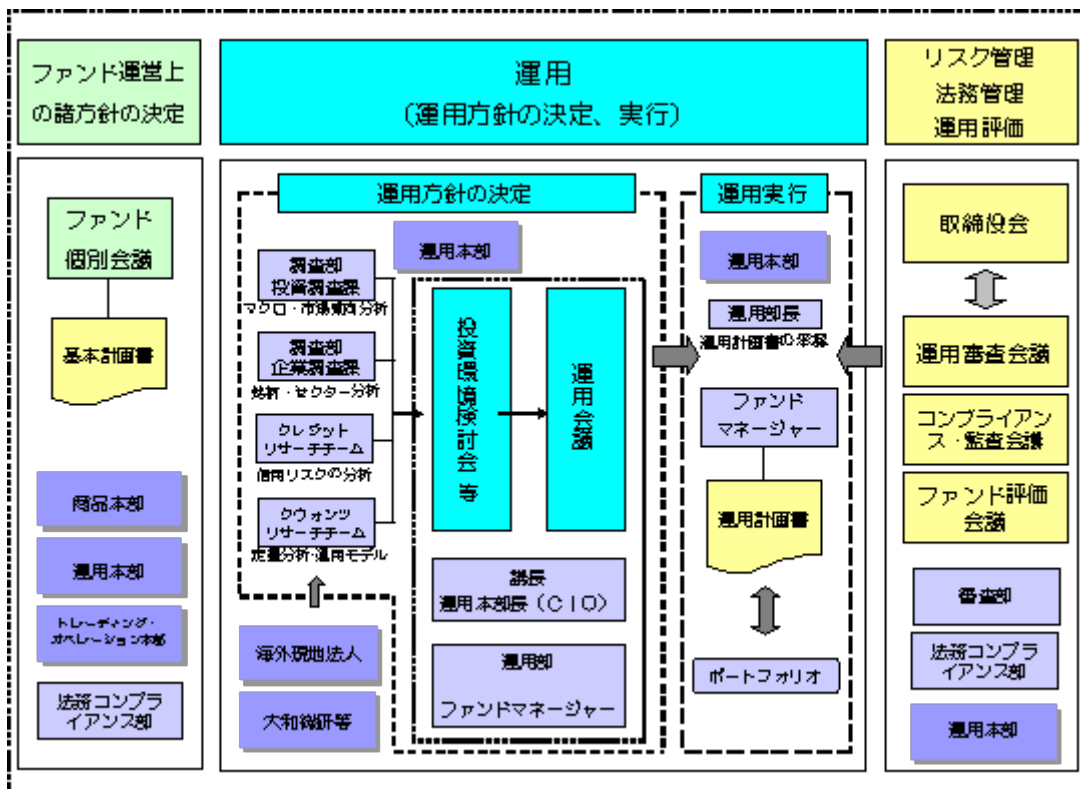 ファンド運営上
の諸方針の決定
運用
(運用方針の決定、実行)
リスク管理
法務管理
運用評価
ファンド
個別会議
基本計画書
商品本部
運用本部
トレーディング・
オペレーション本部
法務コンプラ
イアンス部
運用方針の決定
運用本部
調査部
投資調査課
マクロ・市場動向分析
調査部
企業調査課
銘柄・セクター分析
クレジット
リサーチチーム
信用リスクの分析
クウォンツ
リサーチチーム
定量分析・運用モデル
海外現地法人
大和総研等
投資環境検討会 等
運用会議
議長
運用本部長(CIO)
運用部
ファンドマネージャー
運用実行
運用本部
運用部長
運用計画書の承認
ファンド
マネージャー
運用計画書
ポートフォリオ
取締役会
運用審査会議
コンプライアン
ス・監査会議
ファンド評価
会議
審査部
法務コンプラ
イアンス部
運用本部